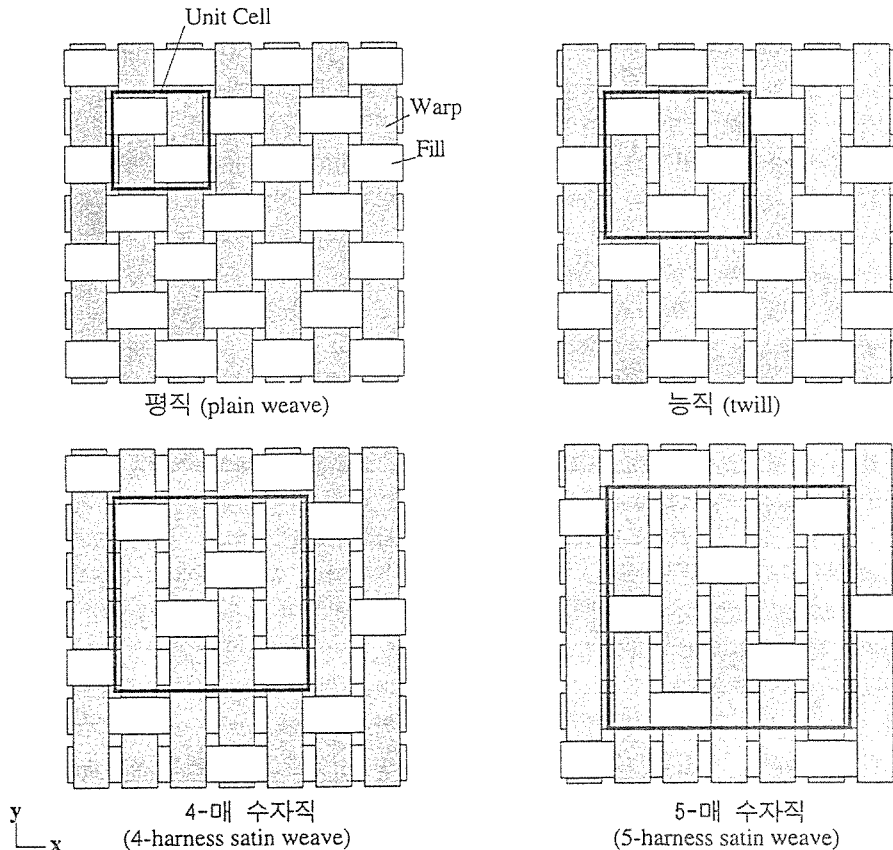 Unit Cell
Warp
Fill
평직 (plain weave)
능직 (twill)
4-매 수자직
(4-harness satin weave)
5-매 수자직
(5-harness satin weave)
y
x